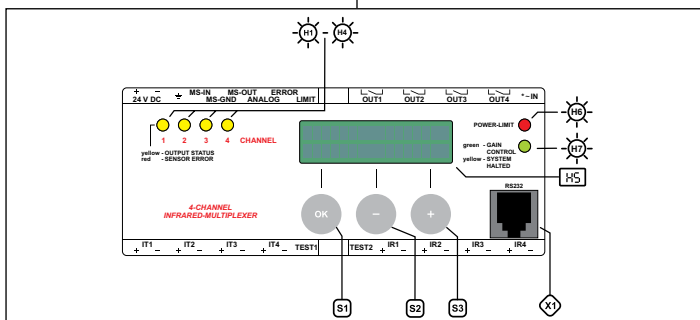 H1 - H4
+ - MS-IN MS-OUT ERROR
24 V DC MS-GND ANALOG LIMIT
OUT1 OUT2 OUT3 OUT4 * ~ IN
1 2 3 4 CHANNEL
yellow - OUTPUT STATUS
red - SENSOR ERROR
POWER-LIMIT
H6
green - GAIN
CONTROL
yellow - SYSTEM
HALTED
H7
H5
RS232
4-CHANNEL
INFRARED-MULTIPLEXER
OK - +
IT1 IT2 IT3 IT4 TEST1 TEST2 IR1 IR2 IR3 IR4
+ - + - + - + - + - + - + - + -
S1 S2 S3 X1